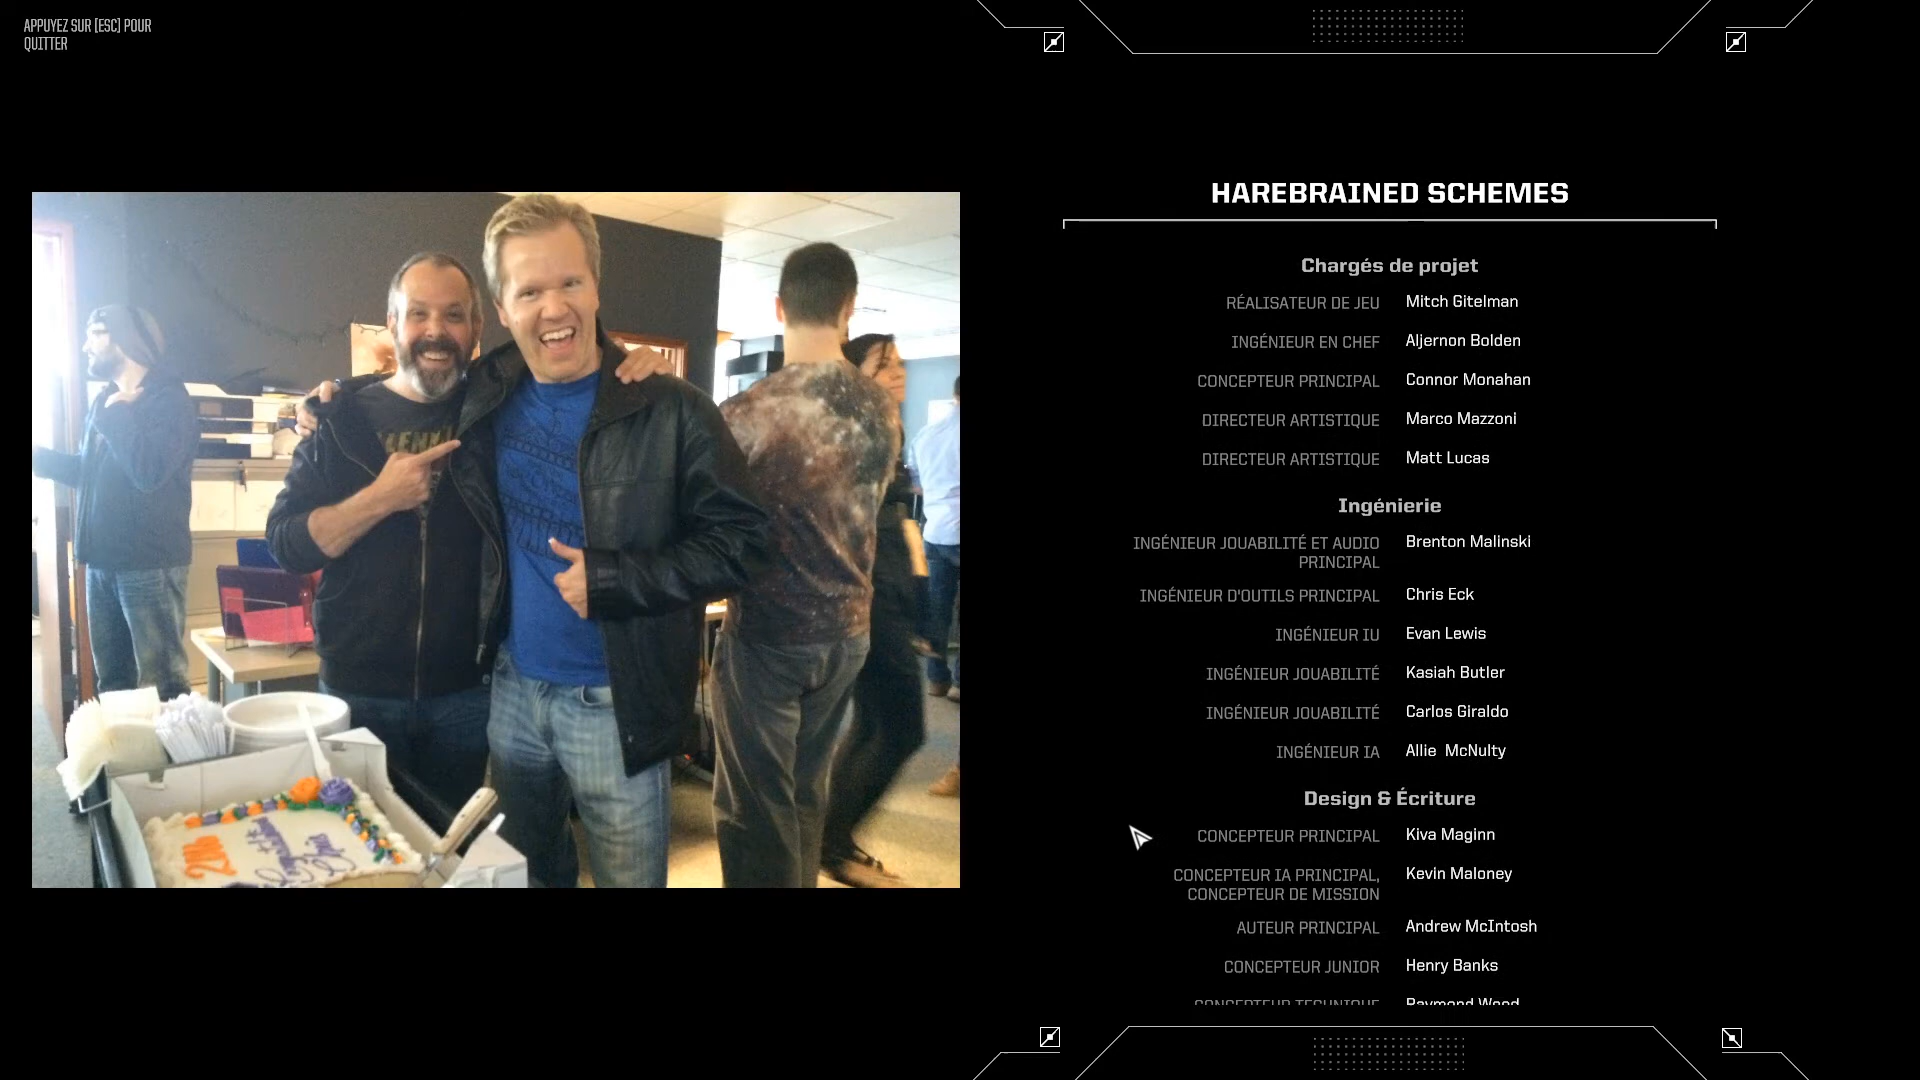 APPUYEZ SUR [ESC] POUR
QUITTER
HAREBRAINED SCHEMES
Chargés de projet
RÉALISATEUR DE JEU Mitch Gitelman
INGÉNIEUR EN CHEF Aljernon Bolden
CONCEPTEUR PRINCIPAL Connor Monahan
DIRECTEUR ARTISTIQUE Marco Mazzoni
DIRECTEUR ARTISTIQUE Matt Lucas
Ingénierie
INGÉNIEUR JOUABILITÉ ET AUDIO Brenton Malinski
PRINCIPAL
INGÉNIEUR D'OUTILS PRINCIPAL Chris Eck
INGÉNIEUR IU Evan Lewis
INGÉNIEUR JOUABILITÉ Kasiah Butler
INGÉNIEUR JOUABILITÉ Carlos Giraldo
INGÉNIEUR IA Allie McNulty
Design & Écriture
CONCEPTEUR PRINCIPAL Kiva Maginn
CONCEPTEUR IA PRINCIPAL, Kevin Maloney
CONCEPTEUR DE MISSION
AUTEUR PRINCIPAL Andrew McIntosh
CONCEPTEUR JUNIOR Henry Banks
CONCEPTEUR TECHNIQUE Raymond Wood